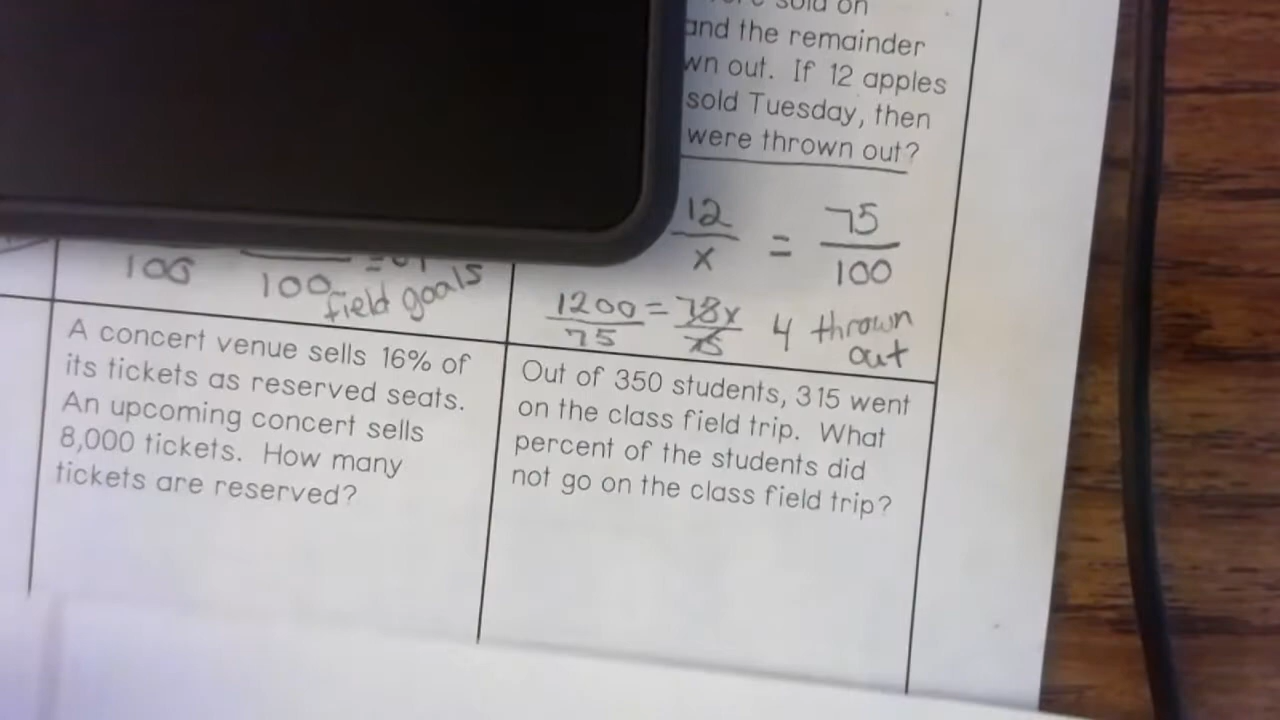 sold on
and the remainder
out. If 12 apples
sold Tuesday, then
were thrown out?
12 = 75
x 100
100 100 =
field goals
1200 = 75x 4 thrown
75 75 out
A concert venue sells 16% of
its tickets as reserved seats.
An upcoming concert sells
8,000 tickets. How many
tickets are reserved?
Out of 350 students, 315 went
on the class field trip. What
percent of the students did
not go on the class field trip?